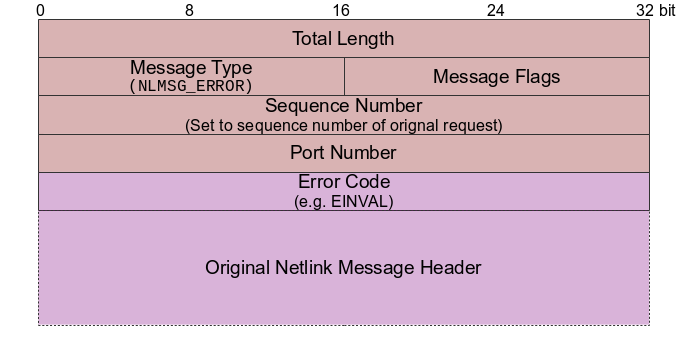 0 8 16 24 32 bit
Total Length
Message Type
(NLMSG_ERROR)
Message Flags
Sequence Number
(Set to sequence number of orignal request)
Port Number
Error Code
(e.g. EINVAL)
Original Netlink Message Header